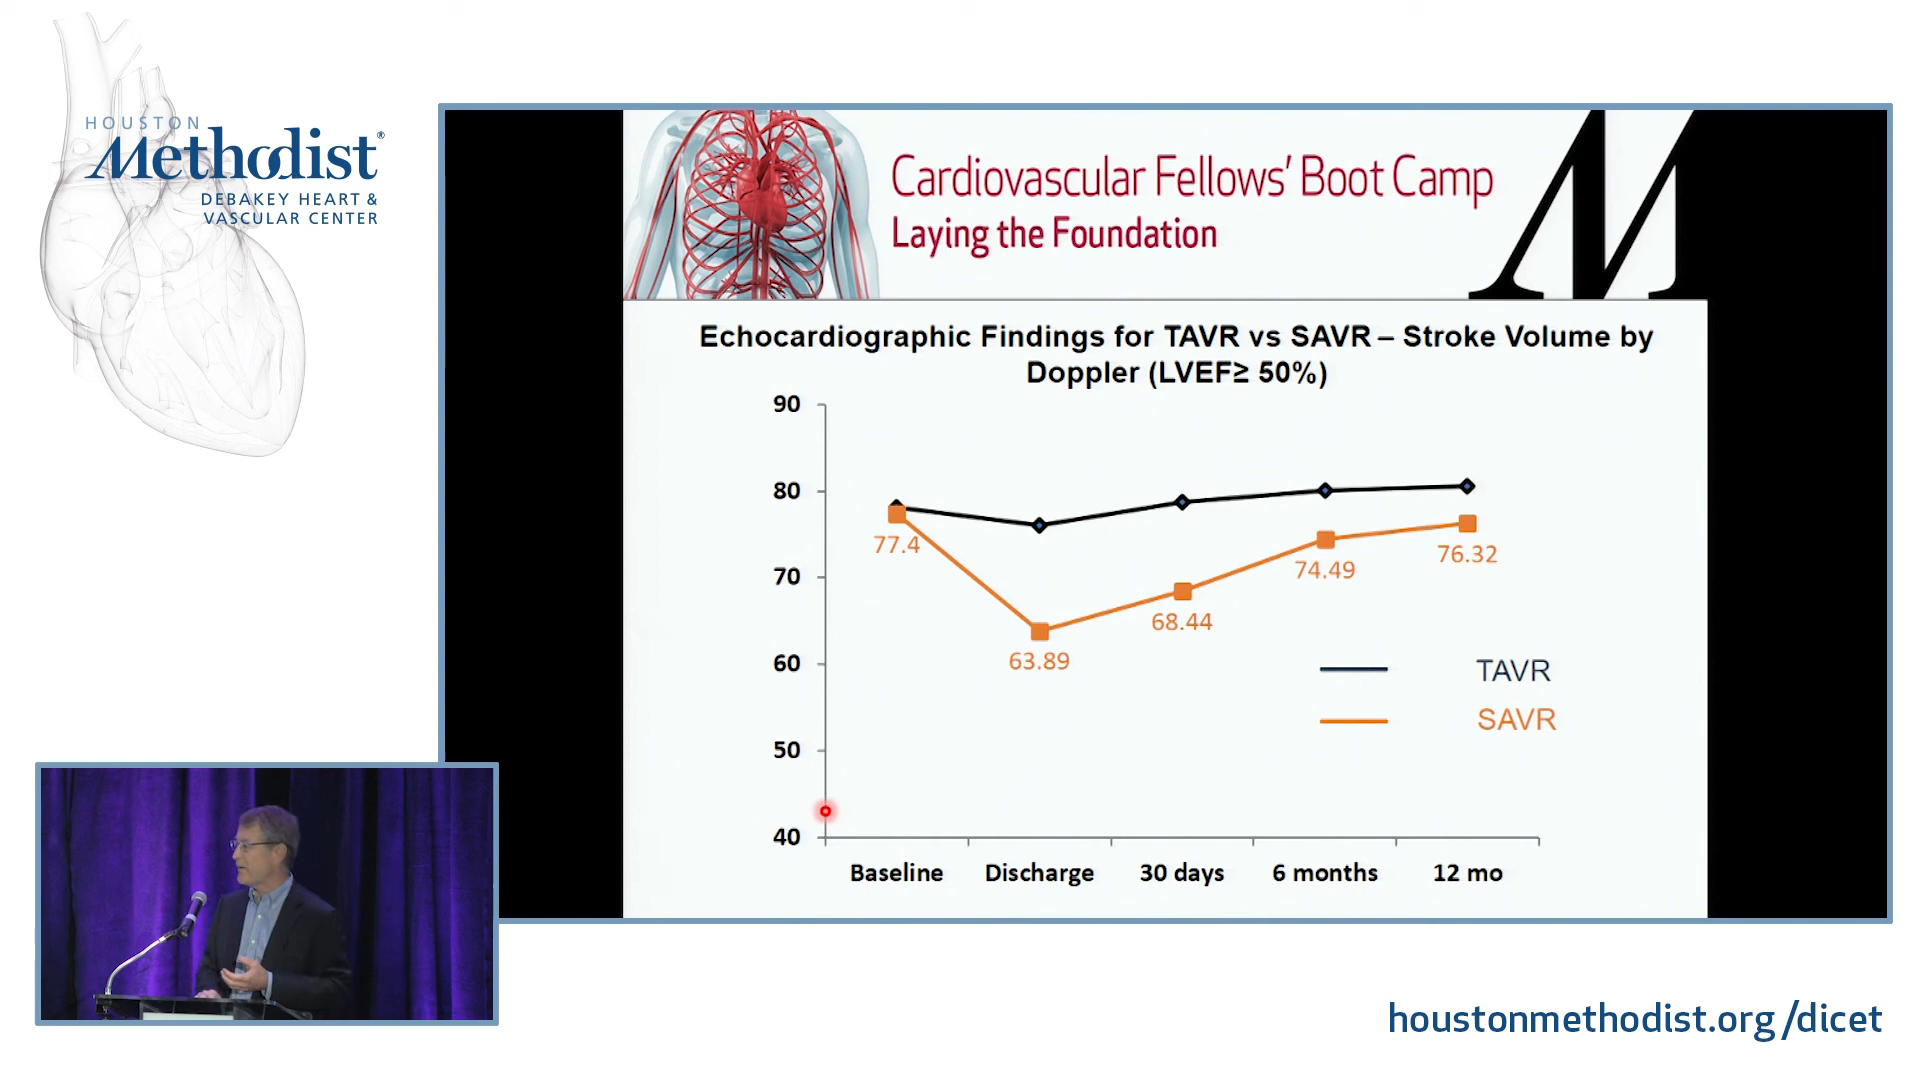 HOUSTON
Methodist®
DEBAKEY HEART &
VASCULAR CENTER
Cardiovascular Fellows' Boot Camp
Laying the Foundation
M
Echocardiographic Findings for TAVR vs SAVR – Stroke Volume by
Doppler (LVEF≥ 50%)
90
80
70
60
50
40
77.4
63.89
68.44
74.49
76.32
TAVR
SAVR
Baseline
Discharge
30 days
6 months
12 mo
houstonmethodist.org/dicet